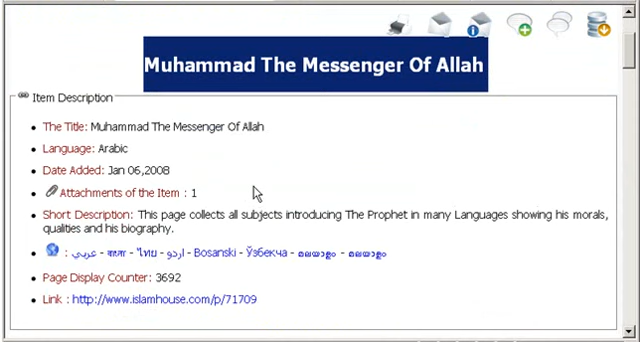 Muhammad The Messenger Of Allah
Item Description
The Title: Muhammad The Messenger Of Allah
Language: Arabic
Date Added: Jan 06,2008
Attachments of the Item : 1
Short Description: This page collects all subjects introducing The Prophet in many Languages showing his morals,
qualities and his biography.
: عربي - বাংলা - ไทย - اردو - Bosanski - Ўзбекча - മലയാളം - മലയാളം
Page Display Counter: 3692
Link : http://www.islamhouse.com/p/71709